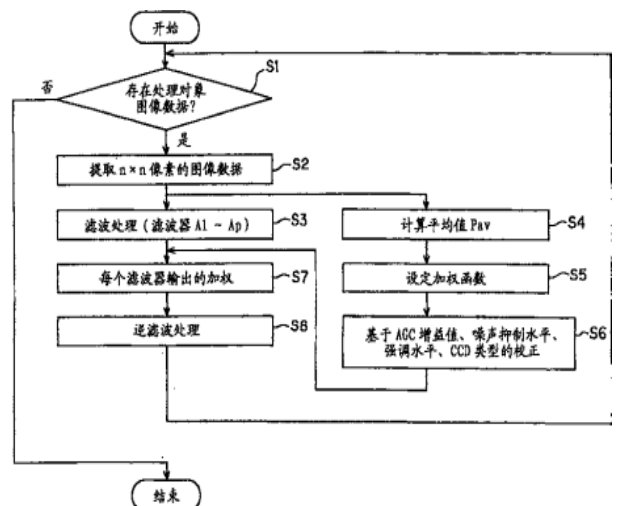 开始
S1
否
存在处理对象
图像数据?
是
提取 n×n 像素的图像数据
S2
滤波处理 (滤波器 A1 - Ap)
S3
计算平均值 Pav
S4
每个滤波器输出的加权
S7
设定加权函数
S5
逆滤波处理
S8
基于 AGC 增益值、噪声抑制水平、
强调水平、CCD 类型的校正
S6
结束